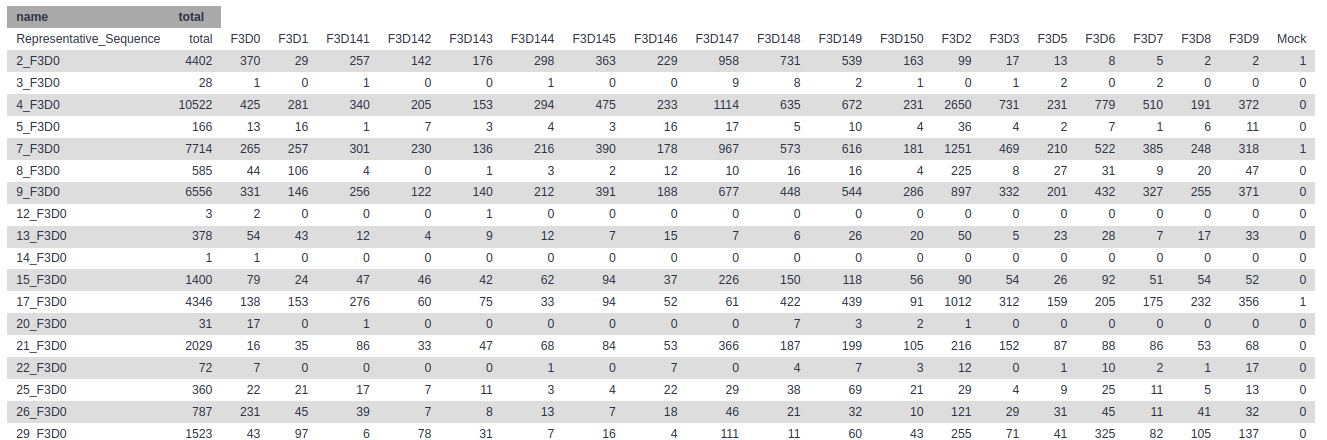 name total
Representative_Sequence total F3D0 F3D1 F3D141 F3D142 F3D143 F3D144 F3D145 F3D146 F3D147 F3D148 F3D149 F3D150 F3D2 F3D3 F3D5 F3D6 F3D7 F3D8 F3D9 Mock
2_F3D0 4402 370 29 257 142 176 298 363 229 958 731 539 163 99 17 13 8 5 2 2 1
3_F3D0 28 1 0 1 0 0 1 0 0 9 8 2 1 0 1 2 0 2 0 0 0
4_F3D0 10522 425 281 340 205 153 294 475 233 1114 635 672 231 2650 731 231 779 510 191 372 0
5_F3D0 166 13 16 1 7 3 4 3 16 17 5 10 4 36 4 2 7 1 6 11 0
7_F3D0 7714 265 257 301 230 136 216 390 178 967 573 616 181 1251 469 210 522 385 248 318 1
8_F3D0 585 44 106 4 0 1 3 2 12 10 16 16 4 225 8 27 31 9 20 47 0
9_F3D0 6556 331 146 256 122 140 212 391 188 677 448 544 286 897 332 201 432 327 255 371 0
12_F3D0 3 2 0 0 0 1 0 0 0 0 0 0 0 0 0 0 0 0 0 0 0
13_F3D0 378 54 43 12 4 9 12 7 15 7 6 26 20 50 5 23 28 7 17 33 0
14_F3D0 1 1 0 0 0 0 0 0 0 0 0 0 0 0 0 0 0 0 0 0 0
15_F3D0 1400 79 24 47 46 42 62 94 37 226 150 118 56 90 54 26 92 51 54 52 0
17_F3D0 4346 138 153 276 60 75 33 94 52 61 422 439 91 1012 312 159 205 175 232 356 1
20_F3D0 31 17 0 1 0 0 0 0 0 0 7 3 2 1 0 0 0 0 0 0 0
21_F3D0 2029 16 35 86 33 47 68 84 53 366 187 199 105 216 152 87 88 86 53 68 0
22_F3D0 72 7 0 0 0 0 1 0 7 0 4 7 3 12 0 1 10 2 1 17 0
25_F3D0 360 22 21 17 7 11 3 4 22 29 38 69 21 29 4 9 25 11 5 13 0
26_F3D0 787 231 45 39 7 8 13 7 18 46 21 32 10 121 29 31 45 11 41 32 0
29_F3D0 1523 43 97 6 78 31 7 16 4 111 11 60 43 255 71 41 325 82 105 137 0